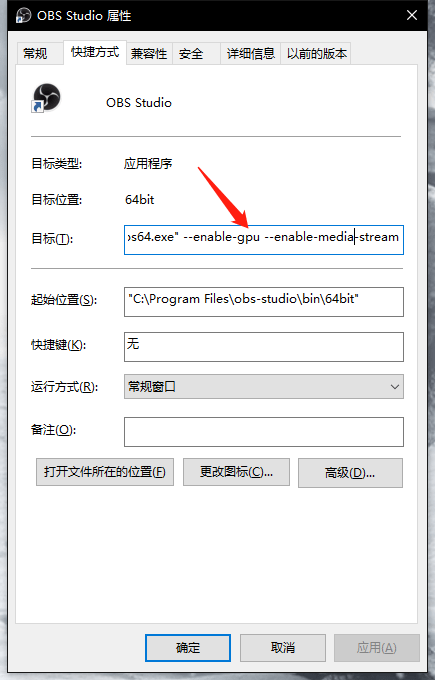 OBS Studio 属性
常规 快捷方式 兼容性 安全 详细信息 以前的版本
OBS Studio
目标类型: 应用程序
目标位置: 64bit
目标(T): bs64.exe" --enable-gpu --enable-media-stream
起始位置(S): "C:\Program Files\obs-studio\bin\64bit"
快捷键(K): 无
运行方式(R): 常规窗口
备注(O):
打开文件所在的位置(F) 更改图标(C)... 高级(D)...
确定 取消 应用(A)